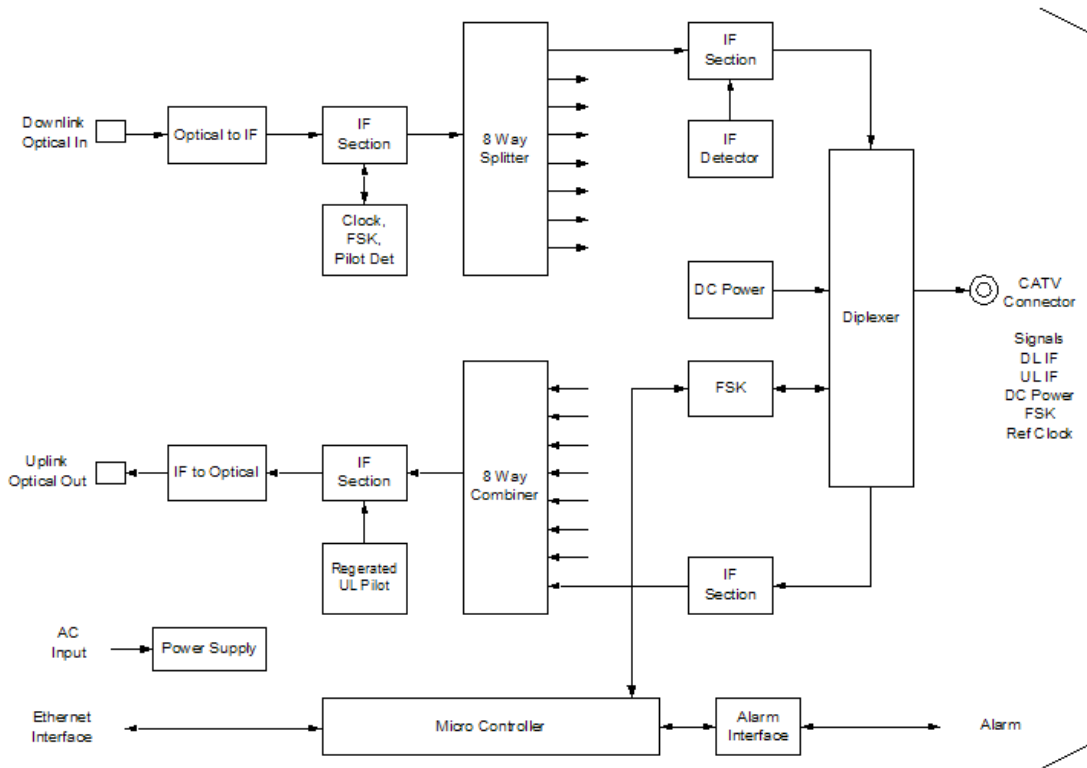 IF
Section
Downlink
Optical In
Optical to IF
IF
Section
8 Way
Splitter
IF
Detector
Clock,
FSK,
Pilot Det
DC Power
Diplexer
CATV
Connector
Signals
DL IF
UL IF
DC Power
FSK
Ref Clock
FSK
Uplink
Optical Out
IF to Optical
IF
Section
8 Way
Combiner
Regerated
UL Pilot
IF
Section
AC
Input
Power Supply
Ethernet
Interface
Micro Controller
Alarm
Interface
Alarm